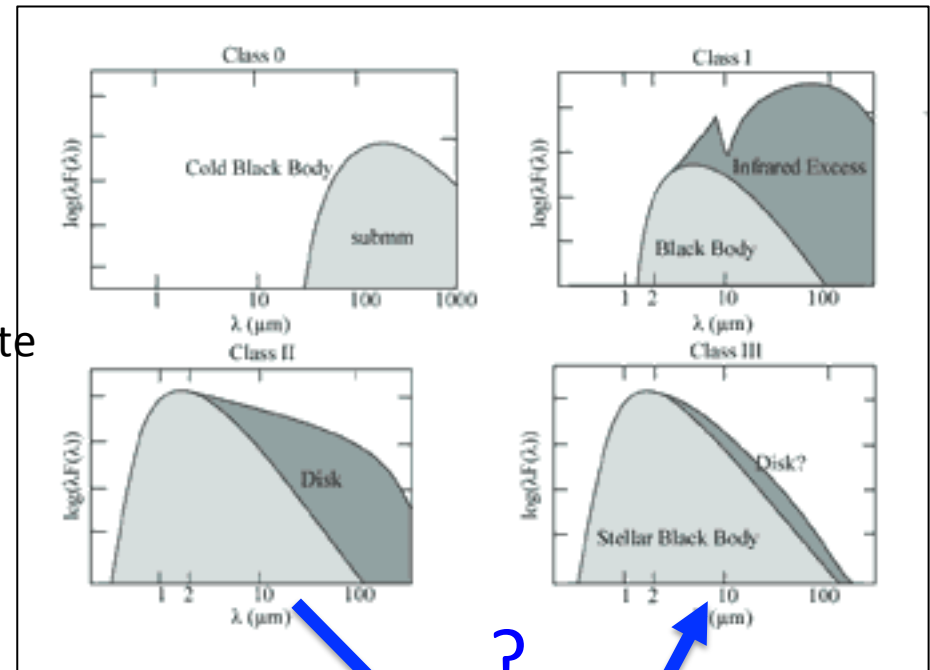 Class 0
log(λF(λ))
Cold Black Body
submm
1 10 100 1000
λ (μm)
Class I
log(λF(λ))
Infrared Excess
Black Body
1 2 10 100
λ (μm)
te
Class II
log(λF(λ))
Disk
1 2 10 100
λ (μm)
Class III
log(λF(λ))
Disk?
Stellar Black Body
1 2 10 100
(μm)
?